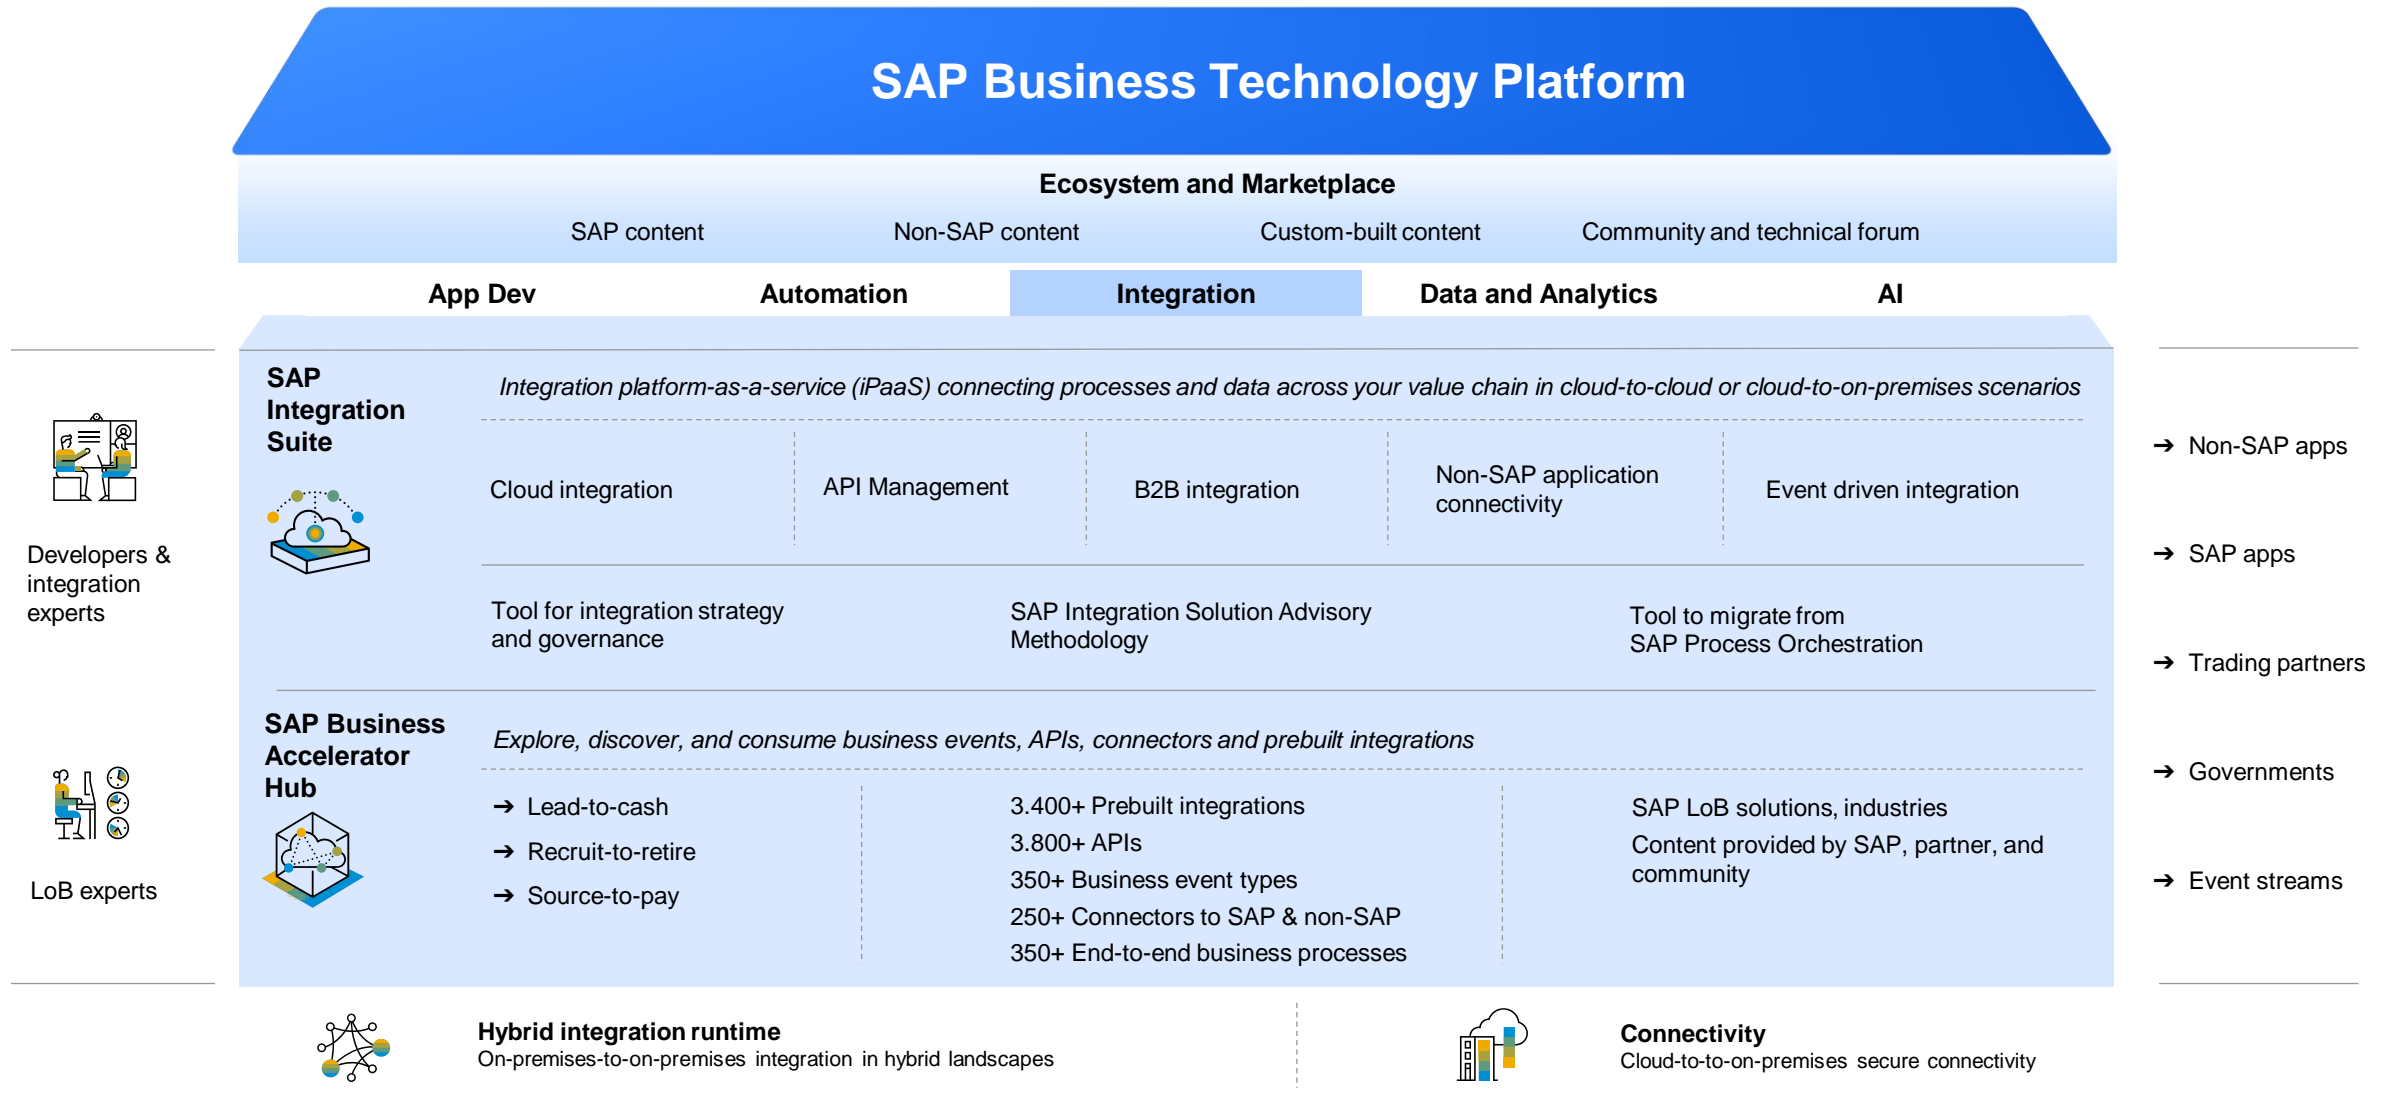 SAP Business Technology Platform
Ecosystem and Marketplace
SAP content
Non-SAP content
Custom-built content
Community and technical forum
App Dev
Automation
Integration
Data and Analytics
AI
Developers &
integration
experts
LoB experts
SAP
Integration
Suite
Integration platform-as-a-service (iPaaS) connecting processes and data across your value chain in cloud-to-cloud or cloud-to-on-premises scenarios
Cloud integration
API Management
B2B integration
Non-SAP application
connectivity
Event driven integration
Tool for integration strategy
and governance
SAP Integration Solution Advisory
Methodology
Tool to migrate from
SAP Process Orchestration
SAP Business
Accelerator
Hub
Explore, discover, and consume business events, APIs, connectors and prebuilt integrations
➔ Lead-to-cash
➔ Recruit-to-retire
➔ Source-to-pay
3.400+ Prebuilt integrations
3.800+ APIs
350+ Business event types
250+ Connectors to SAP & non-SAP
350+ End-to-end business processes
SAP LoB solutions, industries
Content provided by SAP, partner, and
community
➔ Non-SAP apps
➔ SAP apps
➔ Trading partners
➔ Governments
➔ Event streams
Hybrid integration runtime
On-premises-to-on-premises integration in hybrid landscapes
Connectivity
Cloud-to-to-on-premises secure connectivity